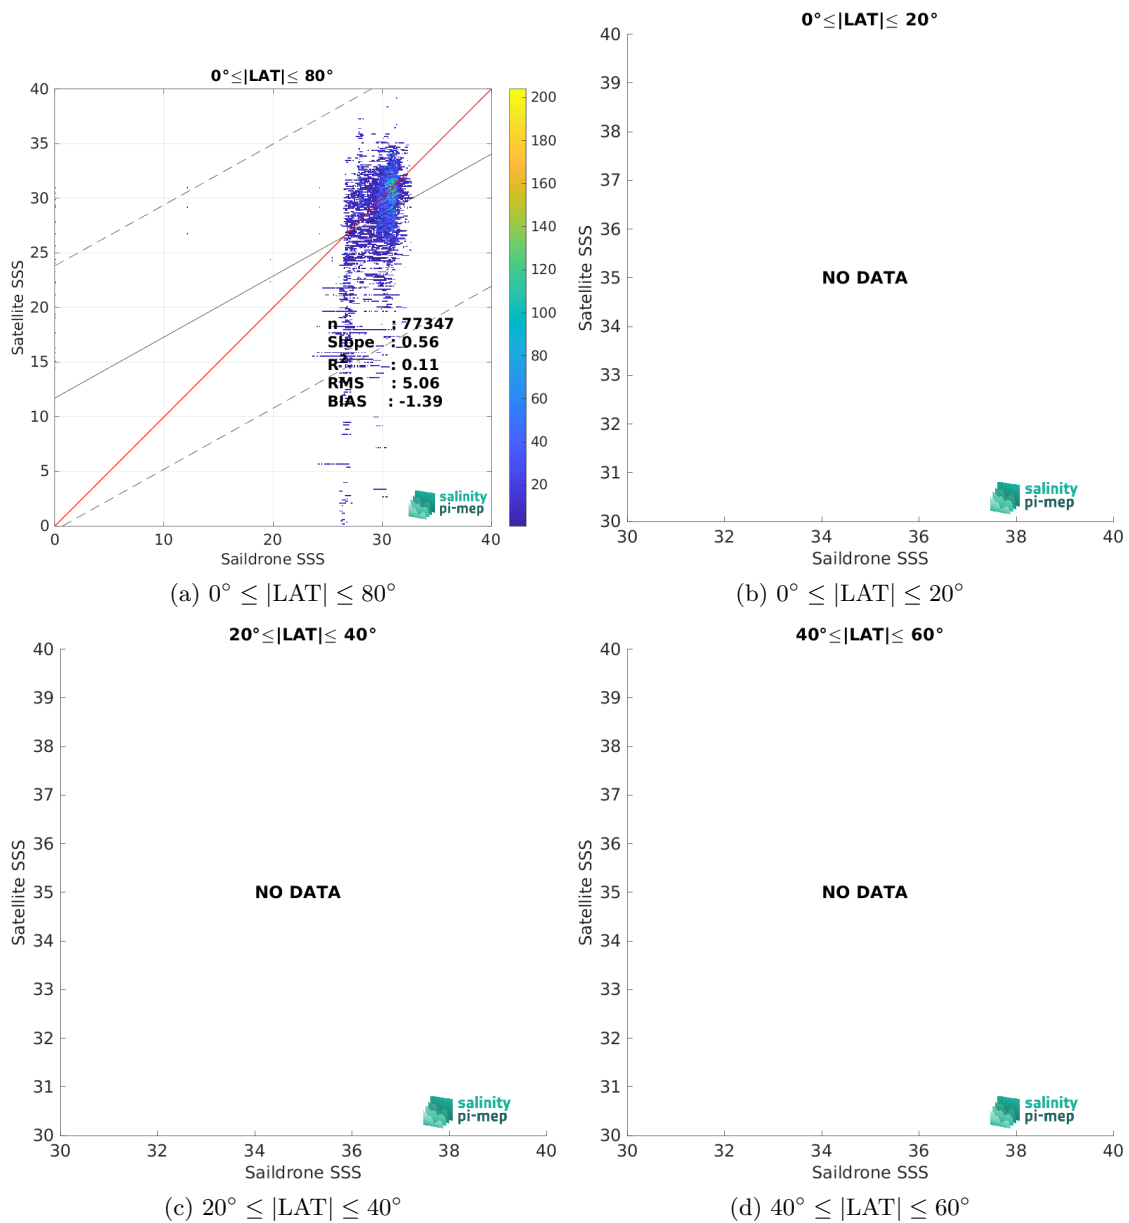 0°≤|LAT|≤ 80°
40
35
30
25
20
15
10
5
0
Satellite SSS
0
10
20
30
40
Saildrone SSS
n : 77347
Slope : 0.56
R² : 0.11
RMS : 5.06
BIAS : -1.39
200
180
160
140
120
100
80
60
40
20
salinity
pi-mep
(a) 0° ≤ |LAT| ≤ 80°
0°≤|LAT|≤ 20°
40
39
38
37
36
35
34
33
32
31
30
Satellite SSS
NO DATA
30
32
34
36
38
40
Saildrone SSS
salinity
pi-mep
(b) 0° ≤ |LAT| ≤ 20°
20°≤|LAT|≤ 40°
40
39
38
37
36
35
34
33
32
31
30
Satellite SSS
NO DATA
30
32
34
36
38
40
Saildrone SSS
salinity
pi-mep
(c) 20° ≤ |LAT| ≤ 40°
40°≤|LAT|≤ 60°
40
39
38
37
36
35
34
33
32
31
30
Satellite SSS
NO DATA
30
32
34
36
38
40
Saildrone SSS
salinity
pi-mep
(d) 40° ≤ |LAT| ≤ 60°